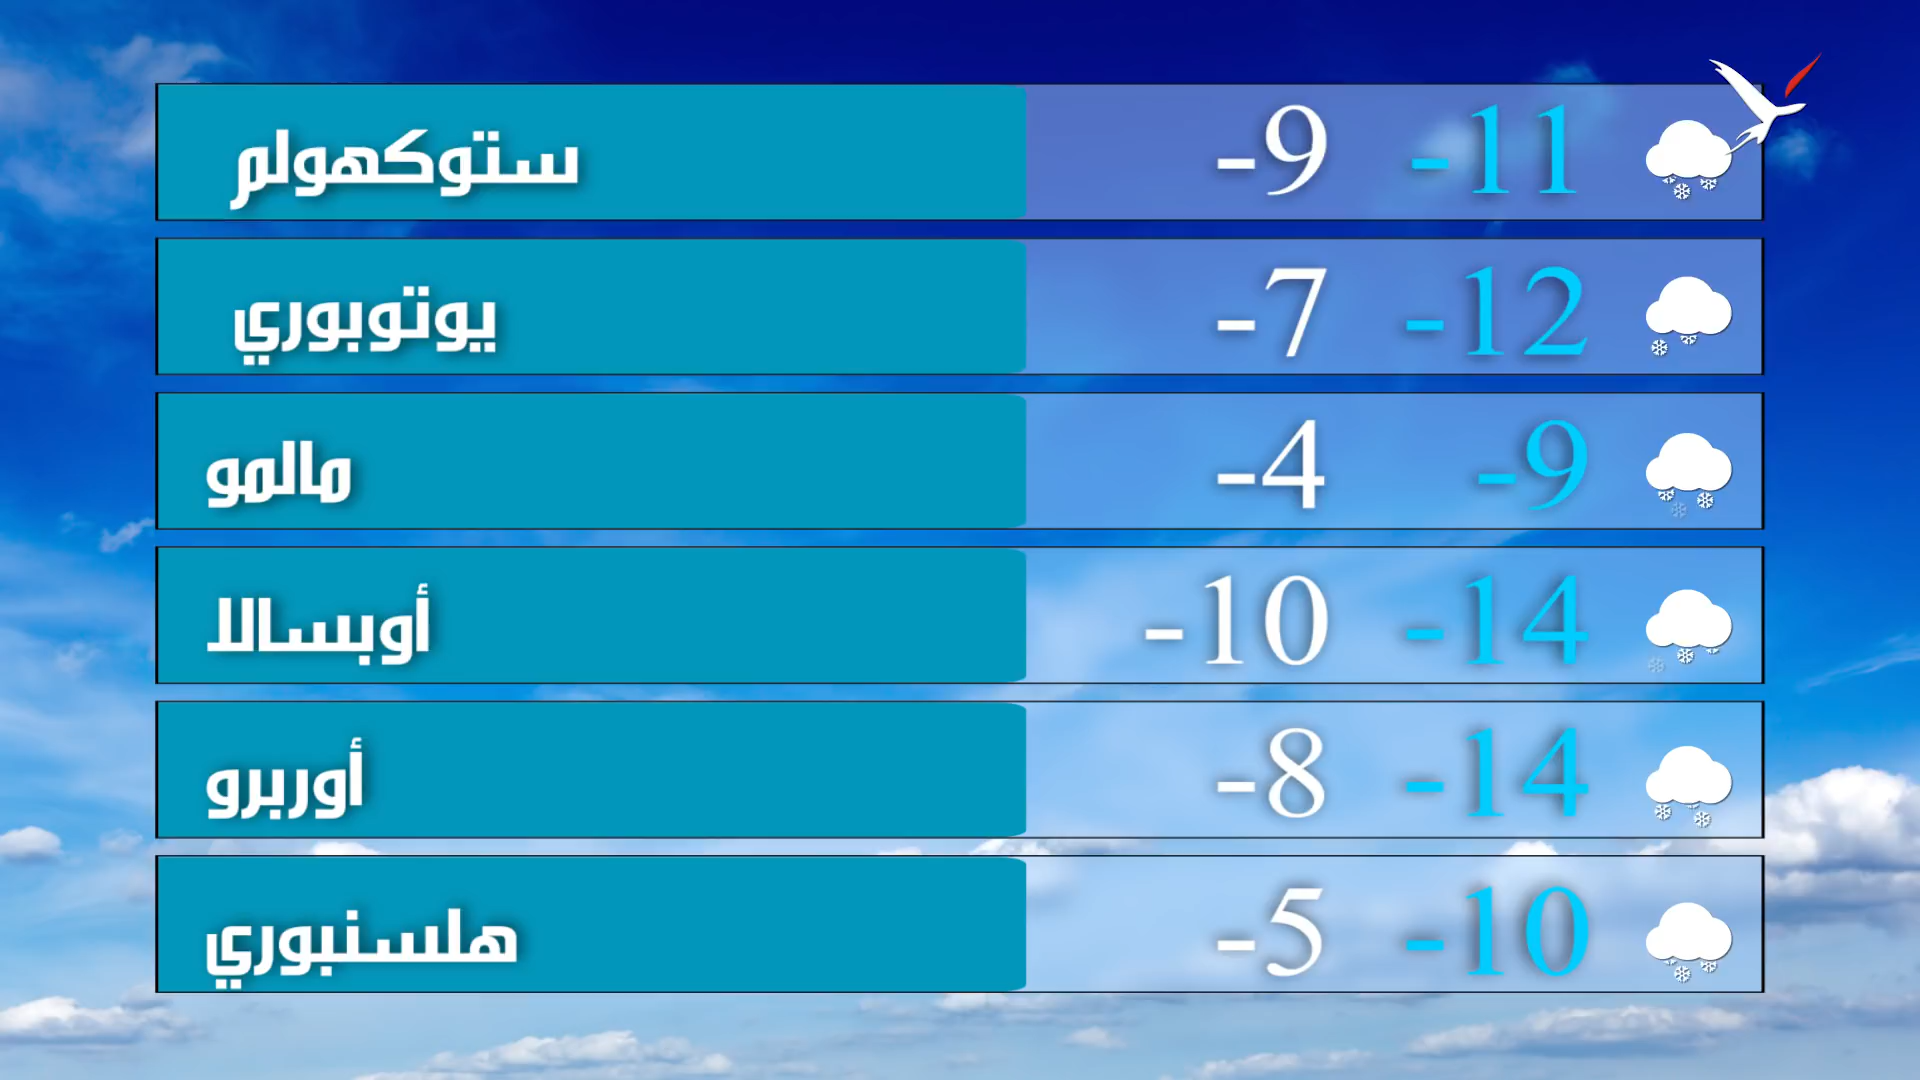 ستوكهولم -9 -11
يوتوبوري -7 -12
مالمو -4 -9
أوبسالا -10 -14
أوربرو -8 -14
هلسنبوري -5 -10